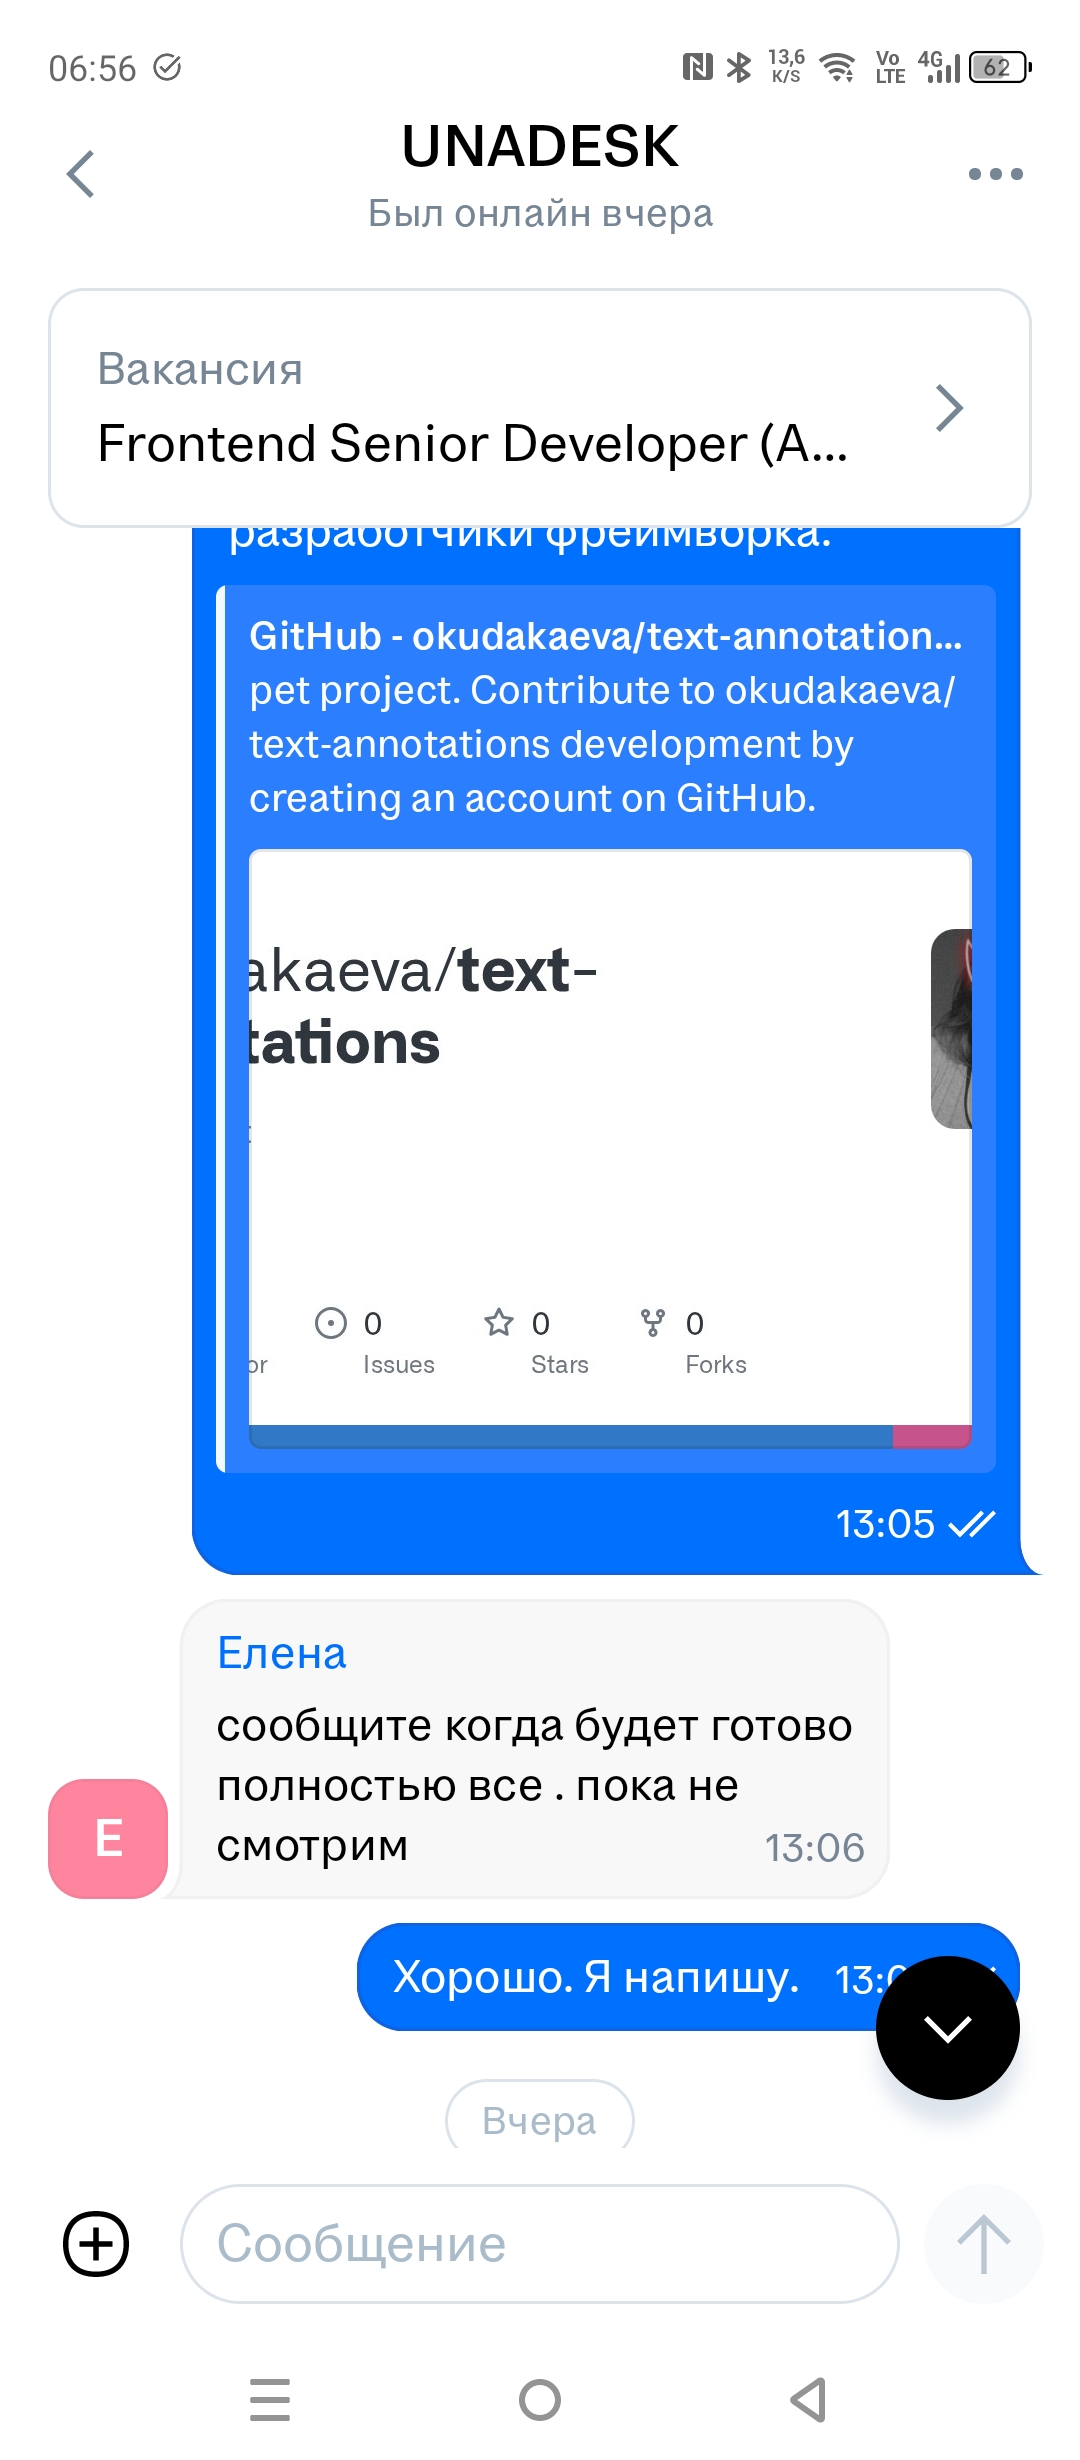 06:56
13,6
K/S
Vo
LTE
4G
62
UNADESK
Был онлайн вчера
Вакансия
Frontend Senior Developer (A...
разработчики фреймворка.
GitHub - okudakaeva/text-annotation...
pet project. Contribute to okudakaeva/
text-annotations development by
creating an account on GitHub.
akaeva/text-
tations
0
0
0
or
Issues
Stars
Forks
13:05
Елена
сообщите когда будет готово
полностью все . пока не
смотрим
13:06
E
Хорошо. Я напишу.
Вчера
Сообщение